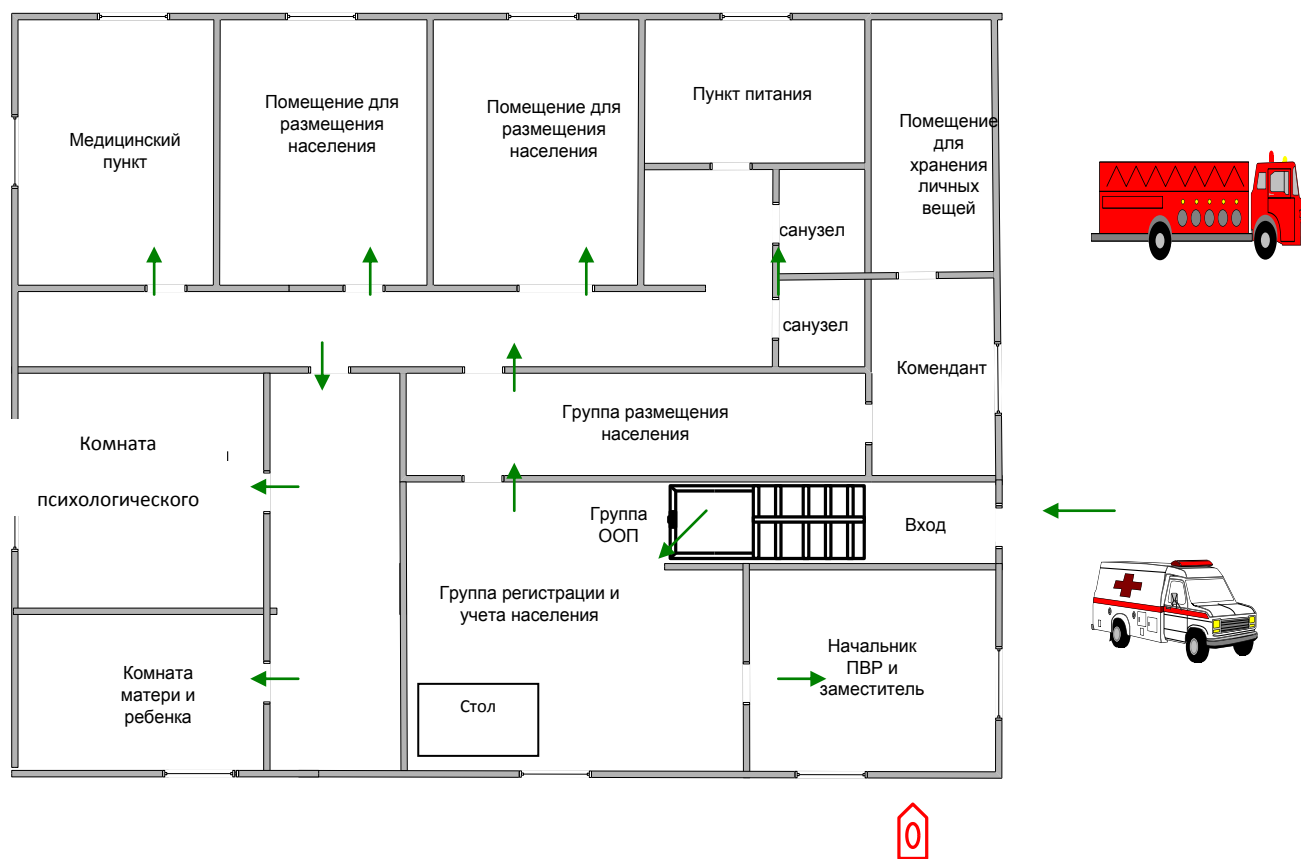 Медицинский
пункт
Помещение для
размещения
населения
Помещение для
размещения
населения
Пункт питания
Помещение
для
хранения
личных
вещей
санузел
санузел
Комендант
Группа размещения
населения
Комната
психологического
Группа
ООП
Вход
Группа регистрации и
учета населения
Начальник
ПВР и
заместитель
Комната
матери и
ребенка
Стол